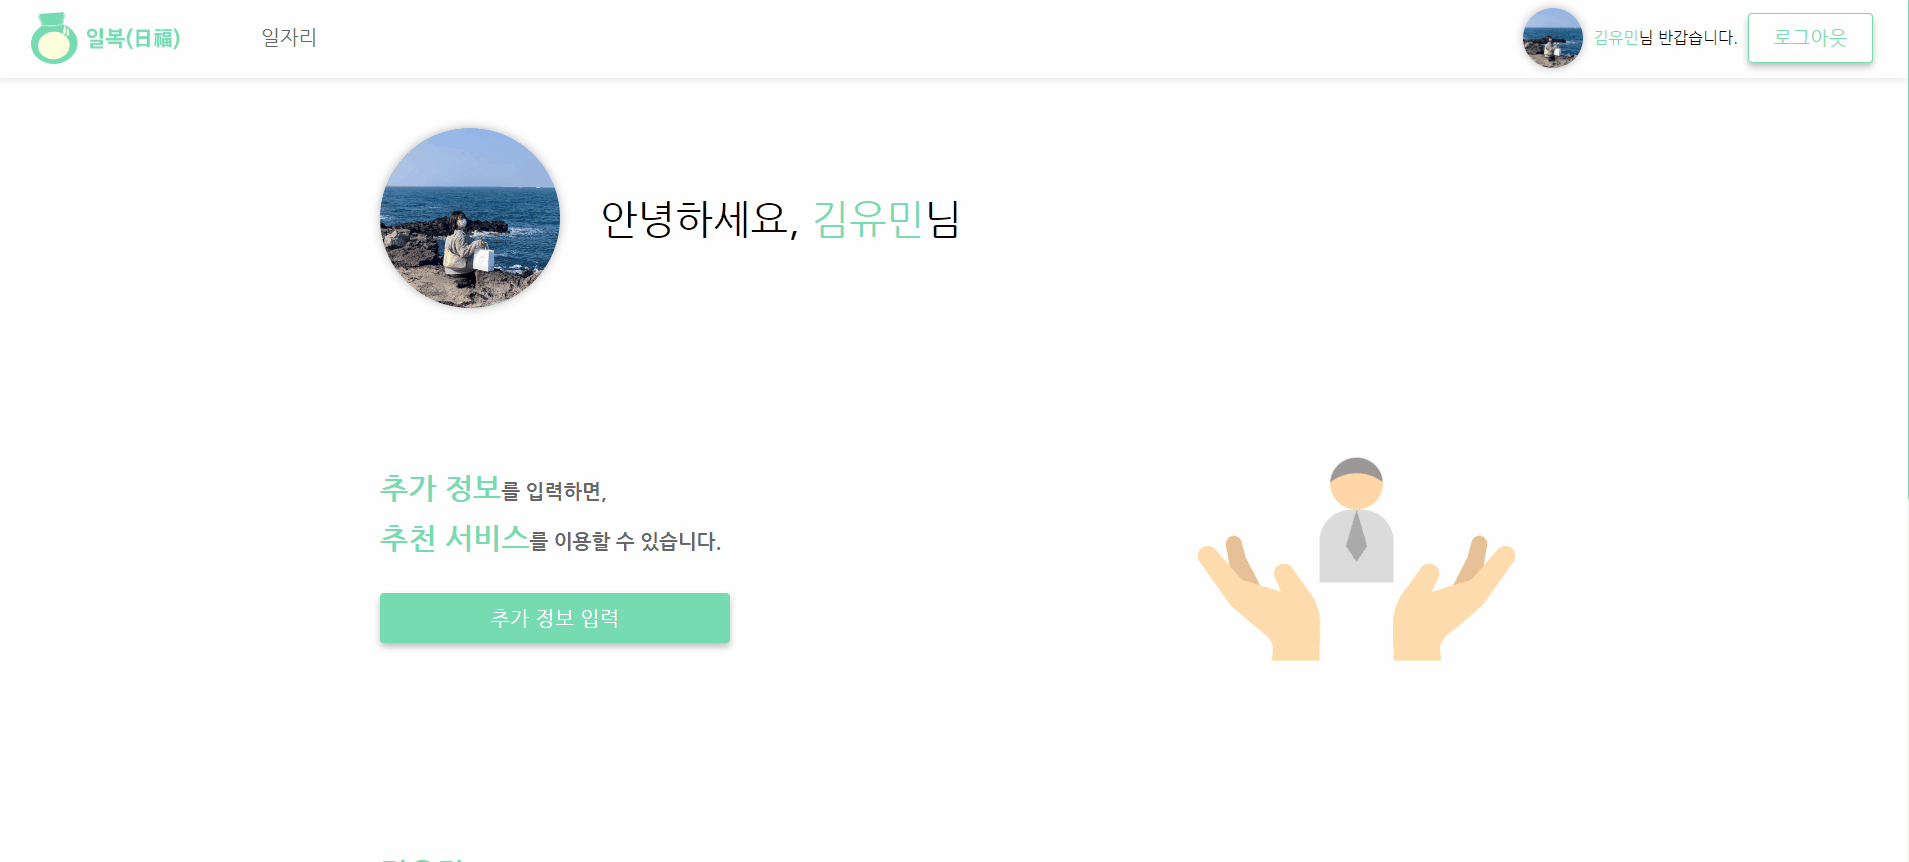 일복(日福)
일자리
김유민님 반갑습니다.
로그아웃
안녕하세요, 김유민님
추가 정보를 입력하면,
추천 서비스를 이용할 수 있습니다.
추가 정보 입력